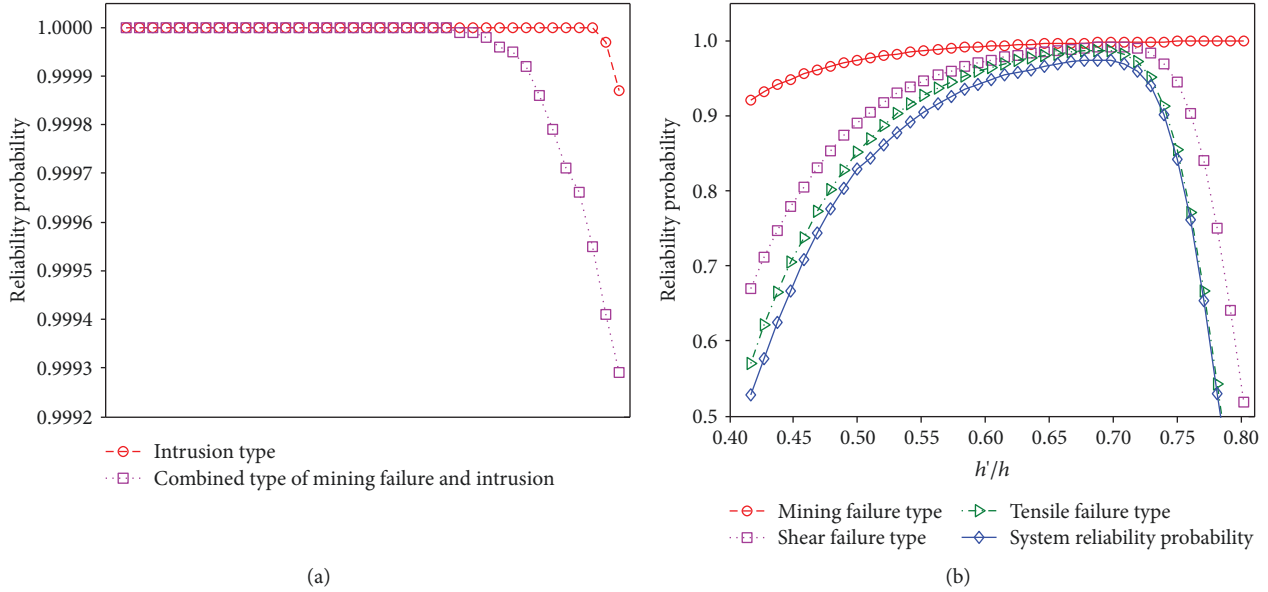 Reliability probability
1.0000
0.9999
0.9998
0.9997
0.9996
0.9995
0.9994
0.9993
0.9992
Intrusion type
Combined type of mining failure and intrusion
(a)
Reliability probability
1.0
0.9
0.8
0.7
0.6
0.5
0.40 0.45 0.50 0.55 0.60 0.65 0.70 0.75 0.80
h'/h
Mining failure type
Shear failure type
Tensile failure type
System reliability probability
(b)